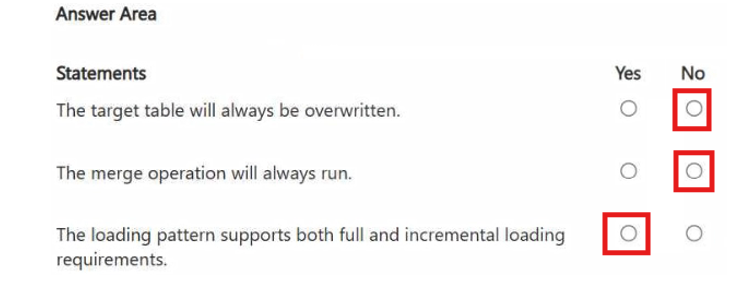 Answer Area
Statements Yes No
The target table will always be overwritten.
The merge operation will always run.
The loading pattern supports both full and incremental loading
requirements.